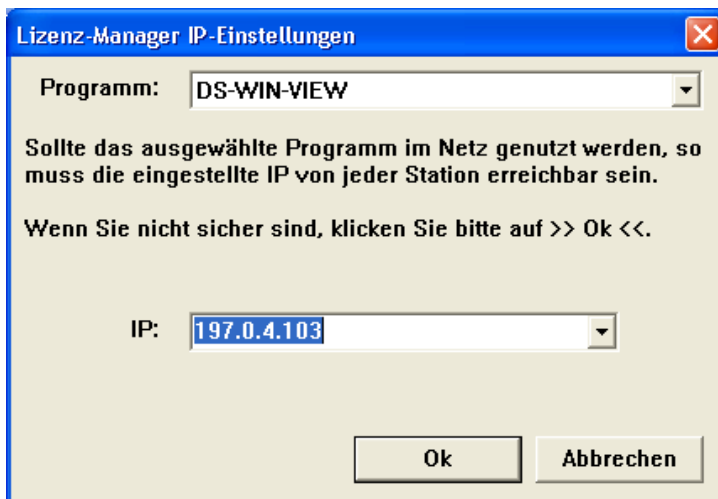 Lizenz-Manager IP-Einstellungen
Programm: DS-WIN-VIEW
Sollte das ausgewählte Programm im Netz genutzt werden, so
muss die eingestellte IP von jeder Station erreichbar sein.
Wenn Sie nicht sicher sind, klicken Sie bitte auf >> Ok <<.
IP: 197.0.4.103
Ok Abbrechen